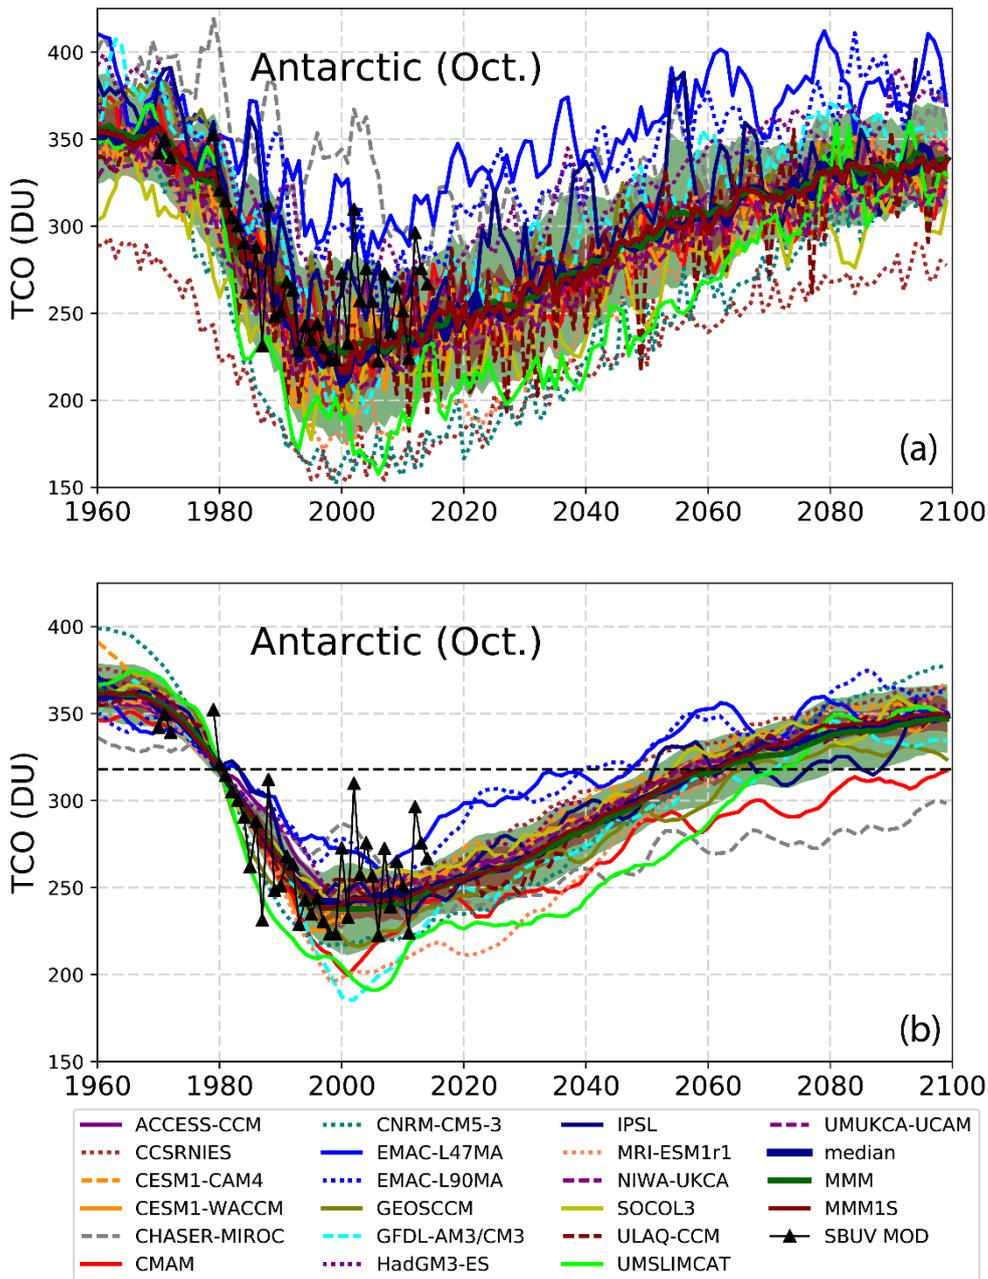 Antarctic (Oct.)
TCO (DU)
400
350
300
250
200
150
(a)
1960 1980 2000 2020 2040 2060 2080 2100
Antarctic (Oct.)
TCO (DU)
400
350
300
250
200
150
(b)
1960 1980 2000 2020 2040 2060 2080 2100
ACCESS-CCM CNRM-CM5-3 IPSL UMUKCA-UCAM
CCSRNIES EMAC-L47MA MRI-ESM1r1 median
CESM1-CAM4 EMAC-L90MA NIWA-UKCA MMM
CESM1-WACCM GEOSCCM SOCOL3 MMM1S
CHASER-MIROC GFDL-AM3/CM3 ULAQ-CCM SBUV MOD
CMAM HadGM3-ES UMSLIMCAT